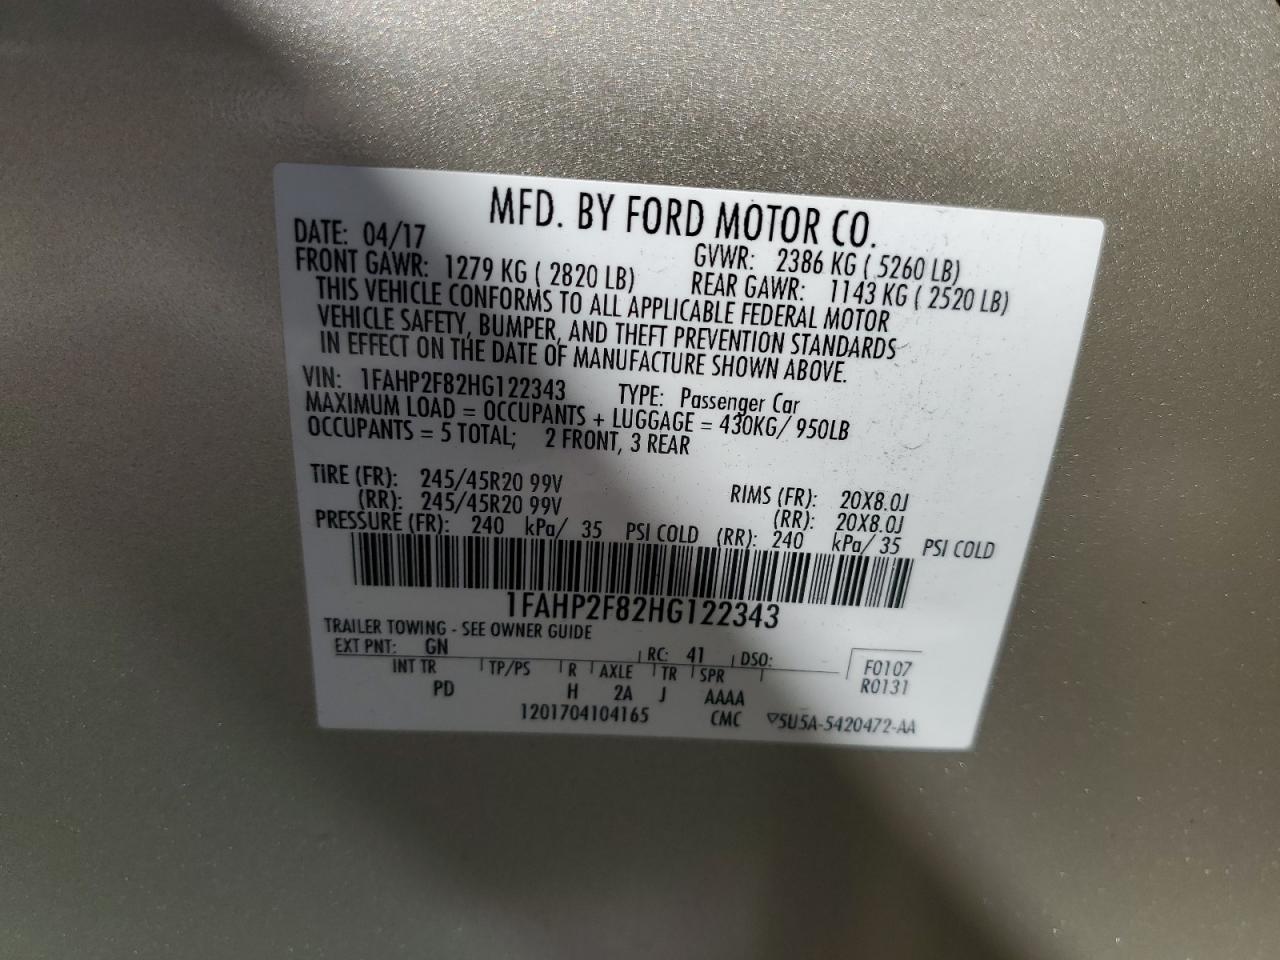 MFD. BY FORD MOTOR CO.
DATE: 04/17 GVWR: 2386 KG ( 5260 LB)
FRONT GAWR: 1279 KG ( 2820 LB) REAR GAWR: 1143 KG ( 2520 LB)
THIS VEHICLE CONFORMS TO ALL APPLICABLE FEDERAL MOTOR
VEHICLE SAFETY, BUMPER, AND THEFT PREVENTION STANDARDS
IN EFFECT ON THE DATE OF MANUFACTURE SHOWN ABOVE.
VIN: 1FAHP2F82HG122343 TYPE: Passenger Car
MAXIMUM LOAD = OCCUPANTS + LUGGAGE = 430KG/ 950LB
OCCUPANTS = 5 TOTAL; 2 FRONT, 3 REAR
TIRE (FR): 245/45R20 99V RIMS (FR): 20X8.0J
(RR): 245/45R20 99V (RR): 20X8.0J
PRESSURE (FR): 240 kPa/ 35 PSI COLD (RR): 240 kPa/ 35 PSI COLD
1FAHP2F82HG122343
TRAILER TOWING - SEE OWNER GUIDE
EXT PNT: GN RC: 41 DSO: F0107
INT TR TP/PS R AXLE TR SPR R0131
PD H 2A J AAAA
1201704104165 CMC ▽5U5A-5420472-AA